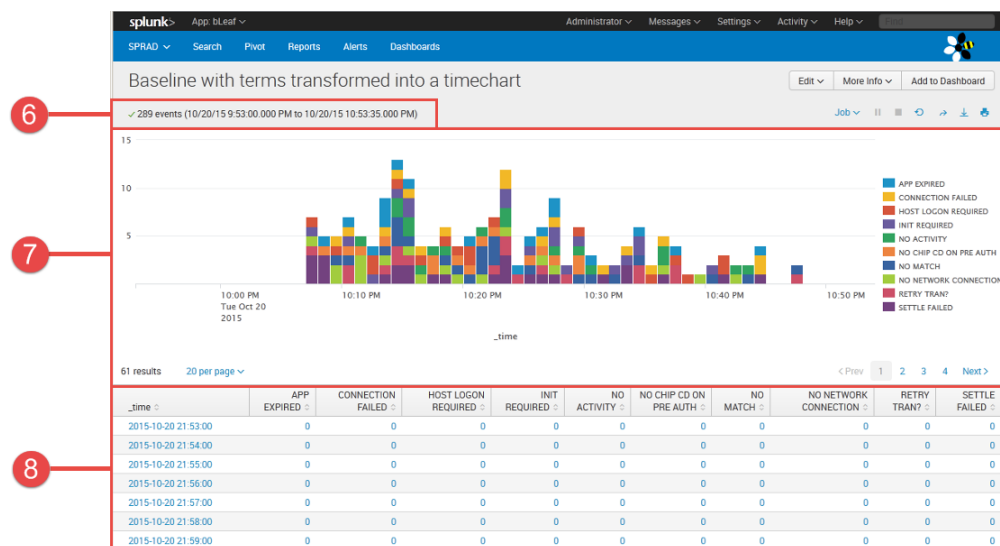 splunk> App: bLeaf Administrator Messages Settings Activity Help Find
SPRAD Search Pivot Reports Alerts Dashboards
Baseline with terms transformed into a timechart
Edit More Info Add to Dashboard
6
289 events (10/20/15 9:53:00.000 PM to 10/20/15 10:53:35.000 PM)
Job
7
15
10
5
10:00 PM
Tue Oct 20
2015
10:10 PM
10:20 PM
10:30 PM
10:40 PM
10:50 PM
_time
APP EXPIRED
CONNECTION FAILED
HOST LOGON REQUIRED
INIT REQUIRED
NO ACTIVITY
NO CHIP CD ON PRE AUTH
NO MATCH
NO NETWORK CONNECTION
RETRY TRAN?
SETTLE FAILED
61 results 20 per page
< Prev 1 2 3 4 Next >
8
_time APP EXPIRED CONNECTION FAILED HOST LOGON REQUIRED INIT REQUIRED NO ACTIVITY NO CHIP CD ON PRE AUTH NO MATCH NO NETWORK CONNECTION RETRY TRAN? SETTLE FAILED
2015-10-20 21:53:00 0 0 0 0 0 0 0 0 0 0
2015-10-20 21:54:00 0 0 0 0 0 0 0 0 0 0
2015-10-20 21:55:00 0 0 0 0 0 0 0 0 0 0
2015-10-20 21:56:00 0 0 0 0 0 0 0 0 0 0
2015-10-20 21:57:00 0 0 0 0 0 0 0 0 0 0
2015-10-20 21:58:00 0 0 0 0 0 0 0 0 0 0
2015-10-20 21:59:00 0 0 0 0 0 0 0 0 0 0